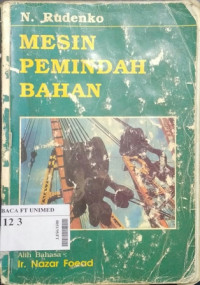 N. Rudenko
MESIN
PEMINDAH
BAHAN
BACA FT UNIMED
12 3
Alih Bahasa :
Ir. Nazar Foead